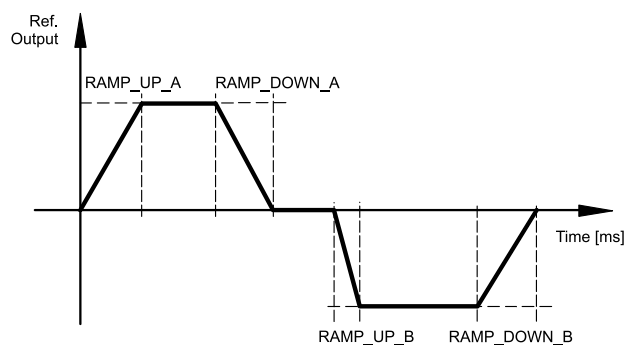 Ref.
Output
RAMP_UP_A RAMP_DOWN_A
Time [ms]
RAMP_UP_B RAMP_DOWN_B